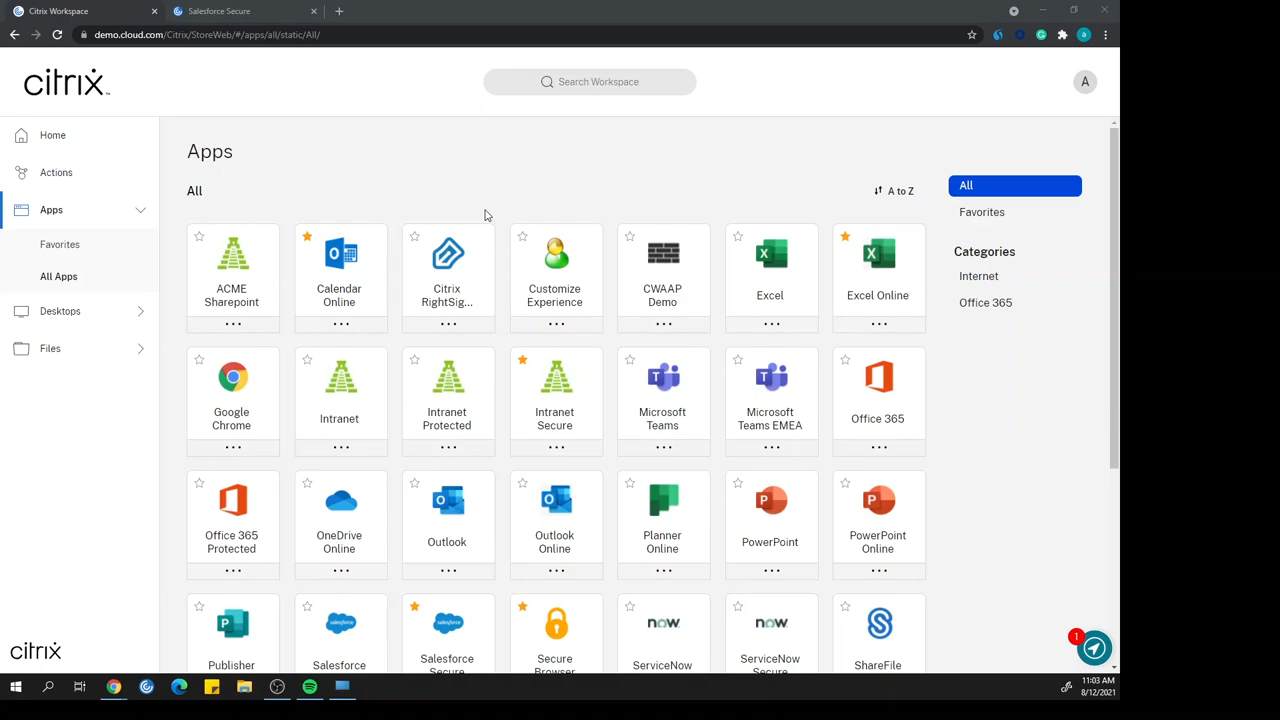 Citrix Workspace
Salesforce Secure
demo.cloud.com/Citrix/StoreWeb/#/apps/all/static/All/
a
citrix
Search Workspace
A
Home
Actions
Apps
Favorites
All Apps
Desktops
Files
citrix
Apps
All
A to Z
ACME
Sharepoint
Calendar
Online
Citrix
RightSig...
Customize
Experience
CWAAP
Demo
Excel
Excel Online
Google
Chrome
Intranet
Intranet
Protected
Intranet
Secure
Microsoft
Teams
Microsoft
Teams EMEA
Office 365
Office 365
Protected
OneDrive
Online
Outlook
Outlook
Online
Planner
Online
PowerPoint
PowerPoint
Online
now.
now.
Publisher
Salesforce
Salesforce
Secure
Secure
Browser
ServiceNow
ServiceNow
Secure
ShareFile
All
Favorites
Categories
Internet
Office 365
1
11:03 AM
8/12/2021